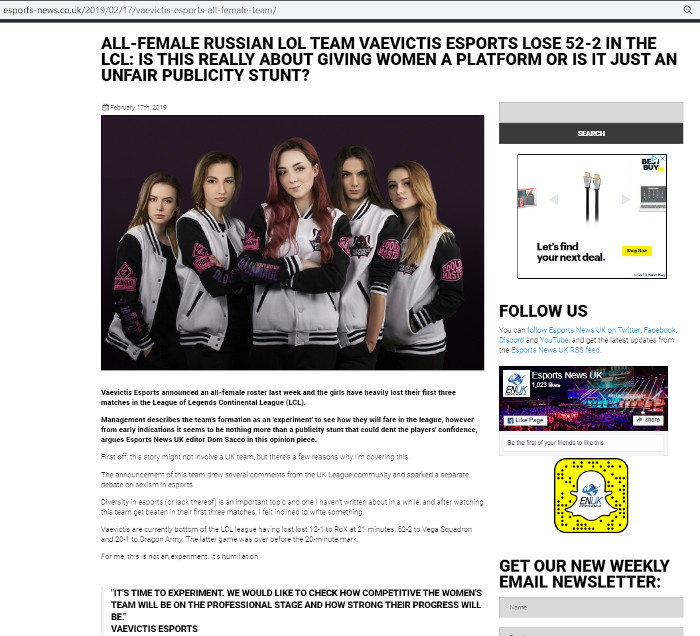 esports-news.co.uk/2019/02/17/vaevictis-esports-all-female-team/
ALL-FEMALE RUSSIAN LOL TEAM VAEVICTIS ESPORTS LOSE 52-2 IN THE
LCL: IS THIS REALLY ABOUT GIVING WOMEN A PLATFORM OR IS IT JUST AN
UNFAIR PUBLICITY STUNT?
February 17th, 2019
SEARCH
BEST
BUY
Let's find
your next deal.
Shop Now
© 2019 Best Buy
FOLLOW US
You can follow Esports News UK on Twitter, Facebook,
Discord and YouTube, and get the latest updates from
the Esports News UK RSS feed.
Esports News UK
1,023 likes
ENUK
Like Page
Share
Be the first of your friends to like this
ENUK
Vaevictis Esports announced an all-female roster last week and the girls have heavily lost their first three
matches in the League of Legends Continental League (LCL).
Management describes the team's formation as an 'experiment' to see how they will fare in the league, however
from early indications it seems to be nothing more than a publicity stunt that could dent the players' confidence,
argues Esports News UK editor Dom Sacco in this opinion piece.
First off: this story might not involve a UK team, but there's a few reasons why I'm covering this.
The announcement of this team drew several comments from the UK League community and sparked a separate
debate on sexism in esports.
Diversity in esports (or lack thereof) is an important topic and one I haven't written about in a while, and after watching
this team get beaten in their first three matches, I felt inclined to write something.
Vaevictis are currently bottom of the LCL league having lost lost 12-1 to RoX at 21 minutes, 52-2 to Vega Squadron
and 20-1 to Dragon Army. The latter game was over before the 20-minute mark.
For me, this is not an experiment. It's humiliation.
"IT'S TIME TO EXPERIMENT. WE WOULD LIKE TO CHECK HOW COMPETITIVE THE WOMEN'S
TEAM WILL BE ON THE PROFESSIONAL STAGE AND HOW STRONG THEIR PROGRESS WILL
BE."
VAEVICTIS ESPORTS
GET OUR NEW WEEKLY
EMAIL NEWSLETTER:
Name